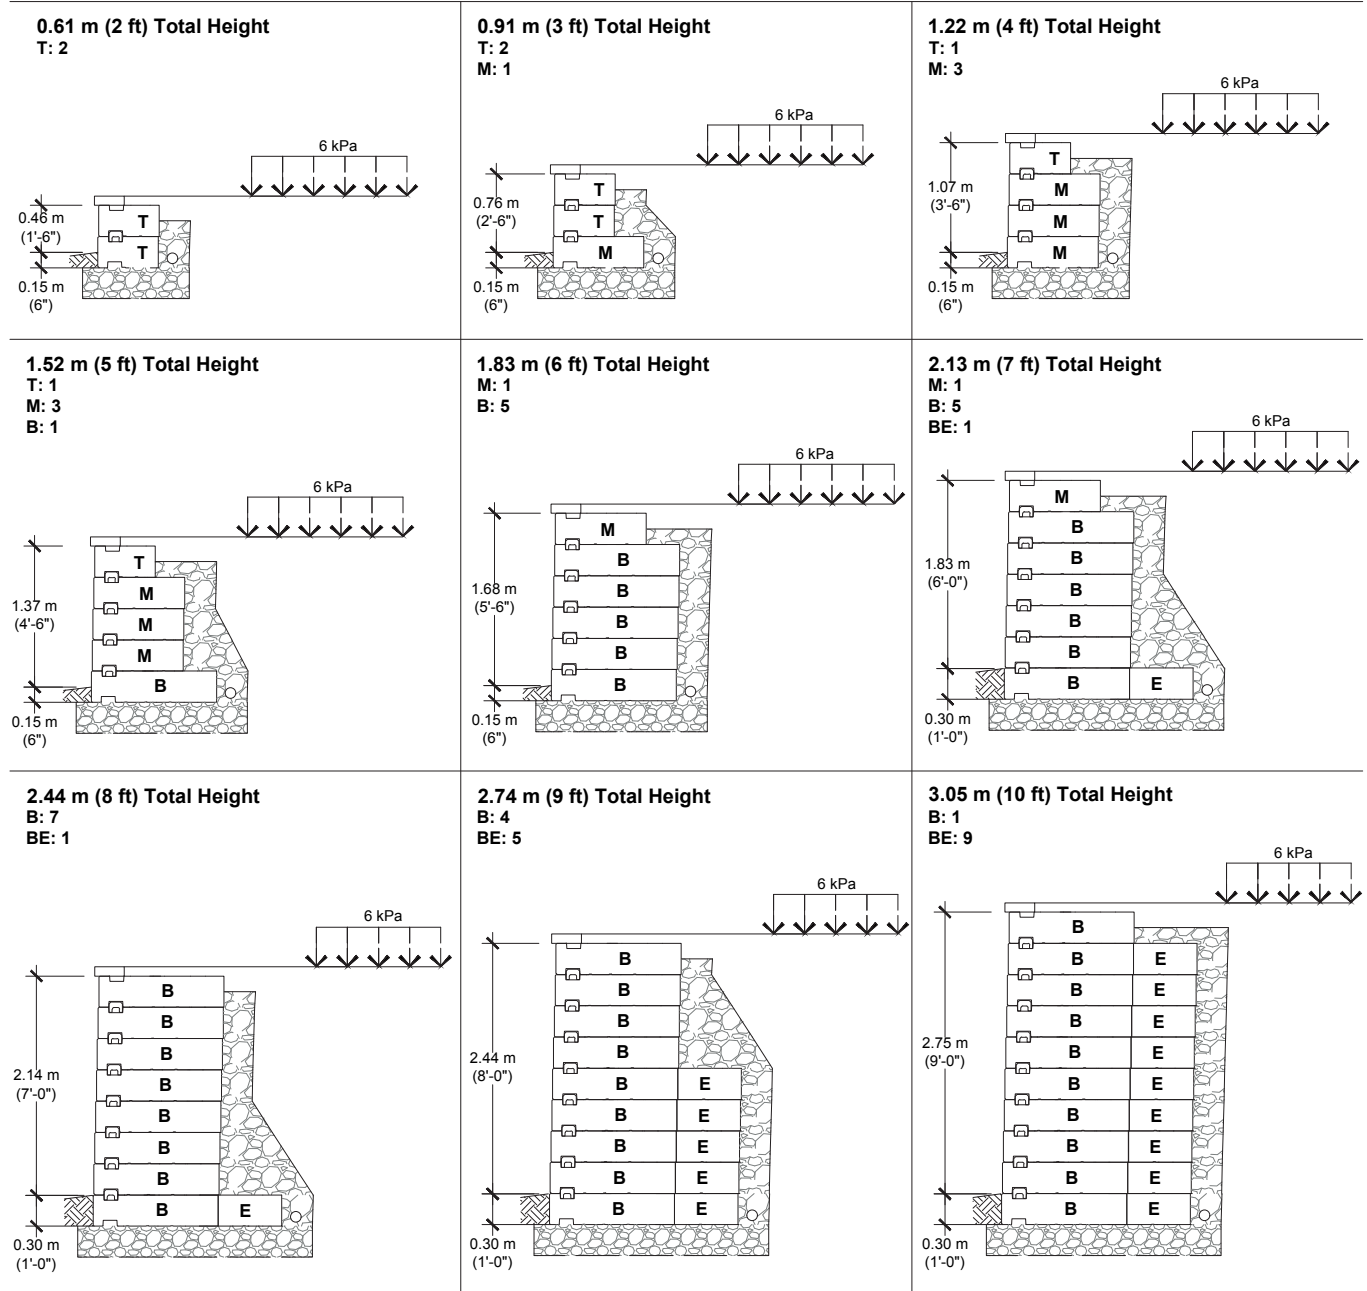 0.61 m (2 ft) Total Height
T: 2
6 kPa
0.46 m
(1'-6")
T
T
0.15 m
(6")
0.91 m (3 ft) Total Height
T: 2
M: 1
6 kPa
0.76 m
(2'-6")
T
T
M
0.15 m
(6")
1.22 m (4 ft) Total Height
T: 1
M: 3
6 kPa
1.07 m
(3'-6")
T
M
M
M
0.15 m
(6")
1.52 m (5 ft) Total Height
T: 1
M: 3
B: 1
6 kPa
1.37 m
(4'-6")
T
M
M
M
B
0.15 m
(6")
1.83 m (6 ft) Total Height
M: 1
B: 5
6 kPa
1.68 m
(5'-6")
M
B
B
B
B
B
0.15 m
(6")
2.13 m (7 ft) Total Height
M: 1
B: 5
BE: 1
6 kPa
1.83 m
(6'-0")
M
B
B
B
B
B
B E
0.30 m
(1'-0")
2.44 m (8 ft) Total Height
B: 7
BE: 1
6 kPa
2.14 m
(7'-0")
B
B
B
B
B
B
B
B E
0.30 m
(1'-0")
2.74 m (9 ft) Total Height
B: 4
BE: 5
6 kPa
2.44 m
(8'-0")
B
B
B
B
B E
B E
B E
B E
B E
0.30 m
(1'-0")
3.05 m (10 ft) Total Height
B: 1
BE: 9
6 kPa
2.75 m
(9'-0")
B
B E
B E
B E
B E
B E
B E
B E
B E
B E
0.30 m
(1'-0")